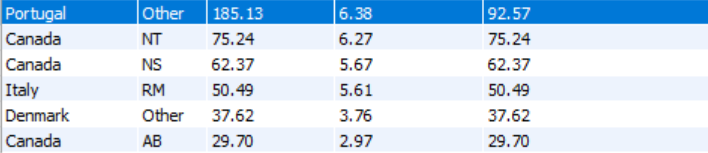 Portugal Other 185.13 6.38 92.57
Canada NT 75.24 6.27 75.24
Canada NS 62.37 5.67 62.37
Italy RM 50.49 5.61 50.49
Denmark Other 37.62 3.76 37.62
Canada AB 29.70 2.97 29.70